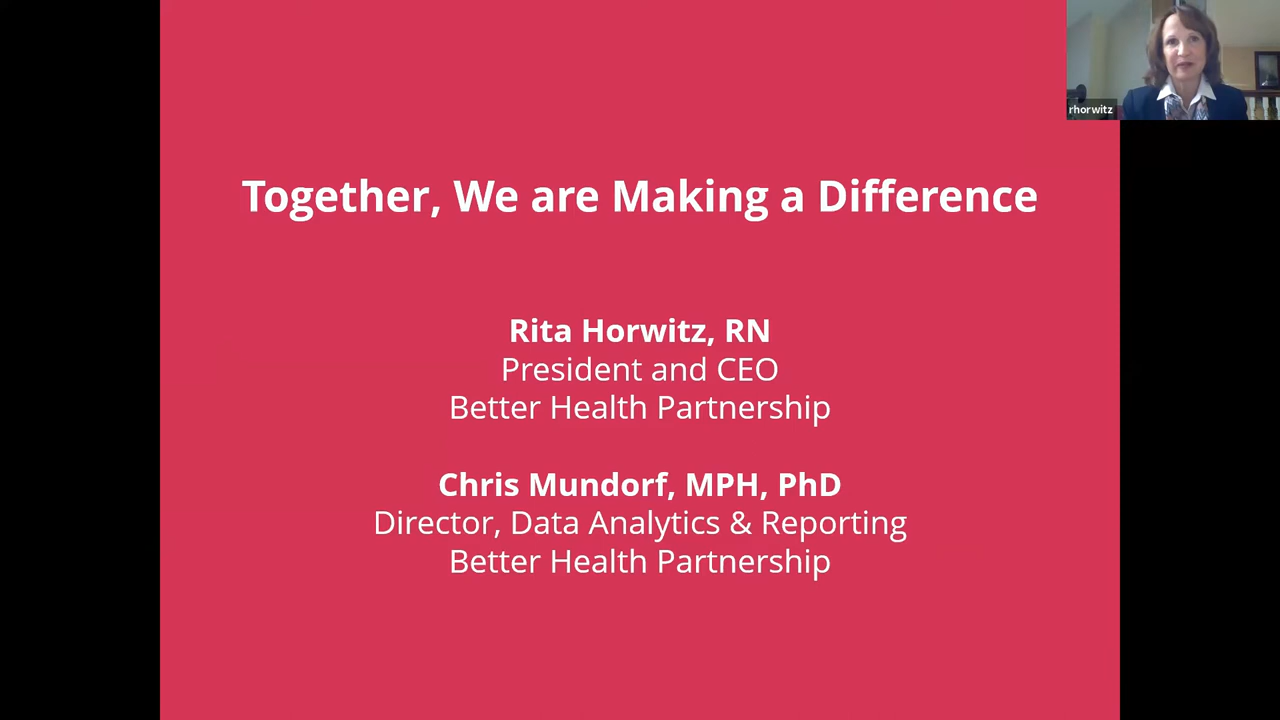 rhorwitz
Together, We are Making a Difference
Rita Horwitz, RN
President and CEO
Better Health Partnership
Chris Mundorf, MPH, PhD
Director, Data Analytics & Reporting
Better Health Partnership